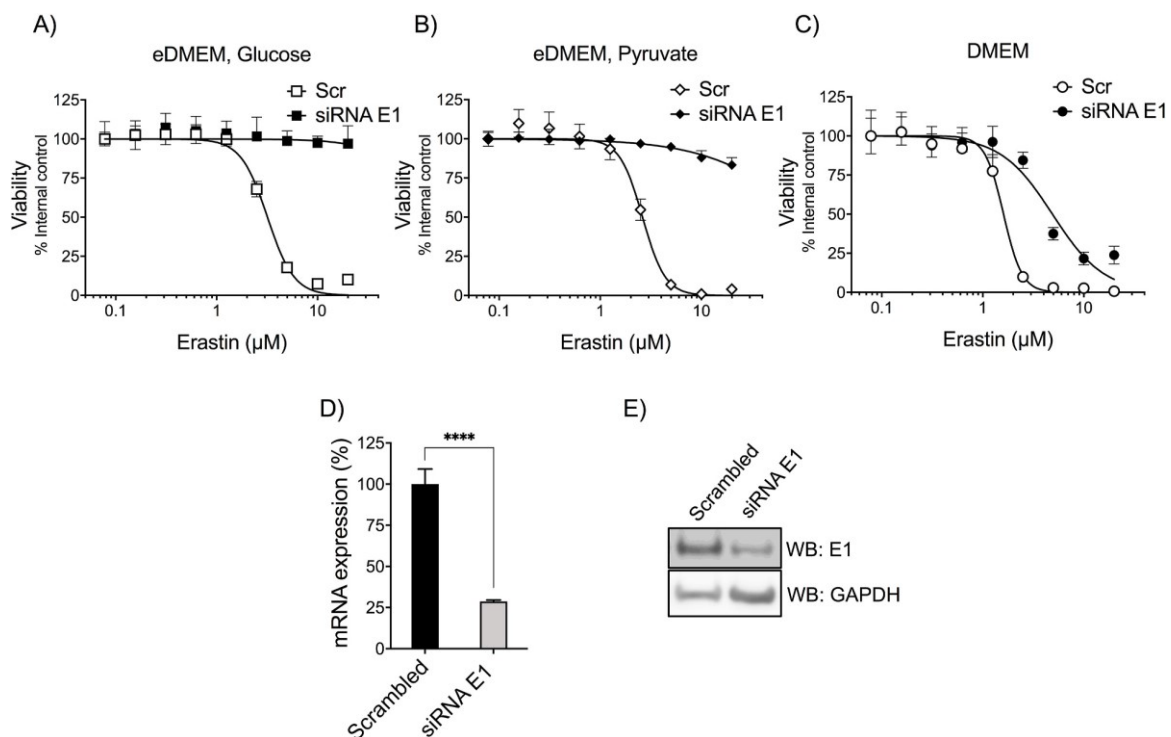 A)
eDMEM, Glucose
Scr
siRNA E1
125
100
75
50
25
0
Viability
% Internal control
0.1
1
10
Erastin (µM)
B)
eDMEM, Pyruvate
Scr
siRNA E1
125
100
75
50
25
0
Viability
% Internal control
0.1
1
10
Erastin (µM)
C)
DMEM
Scr
siRNA E1
125
100
75
50
25
0
Viability
% Internal control
0.1
1
10
Erastin (µM)
D)
****
125
100
75
50
25
0
mRNA expression (%)
Scrambled
siRNA E1
E)
Scrambled
siRNA E1
WB: E1
WB: GAPDH